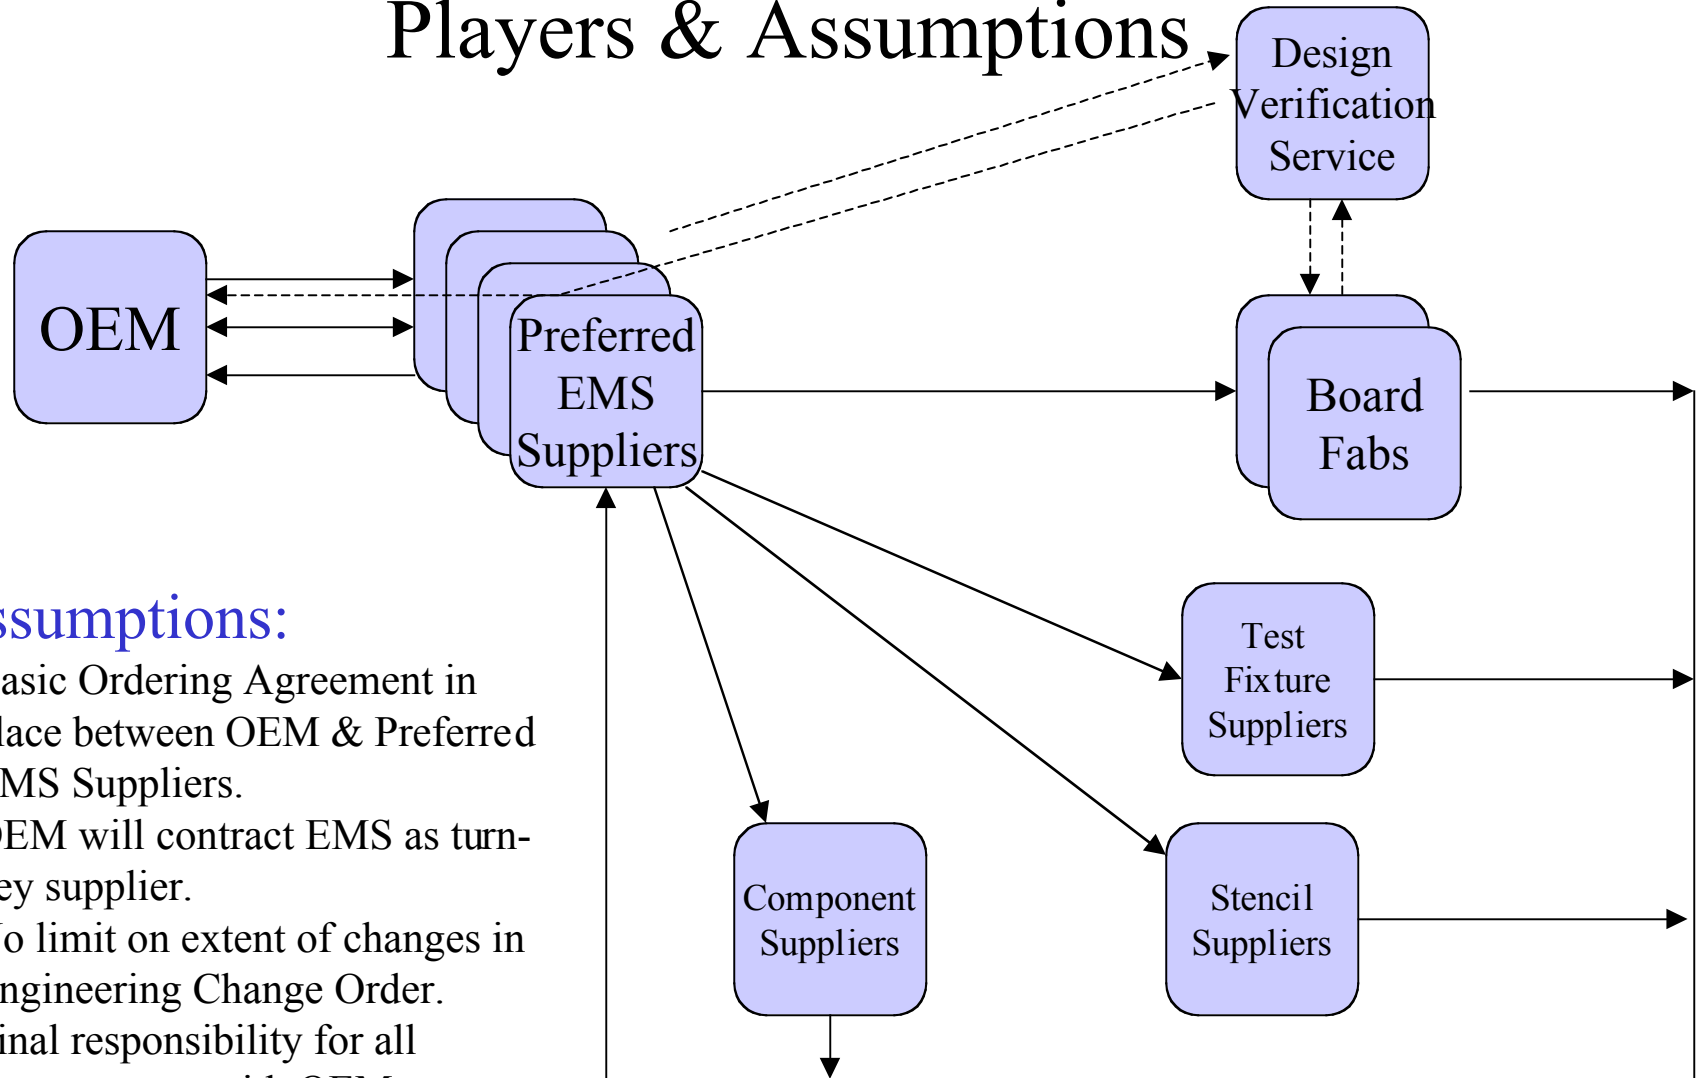 Players & Assumptions
Design
Verification
Service
OEM
Preferred
EMS
Suppliers
Board
Fabs
Test
Fixture
Suppliers
Component
Suppliers
Stencil
Suppliers
ssumptions:
asic Ordering Agreement in
lace between OEM & Preferred
MS Suppliers.
OEM will contract EMS as turn-
ey supplier.
o limit on extent of changes in
ngineering Change Order.
inal responsibility for all
OEM